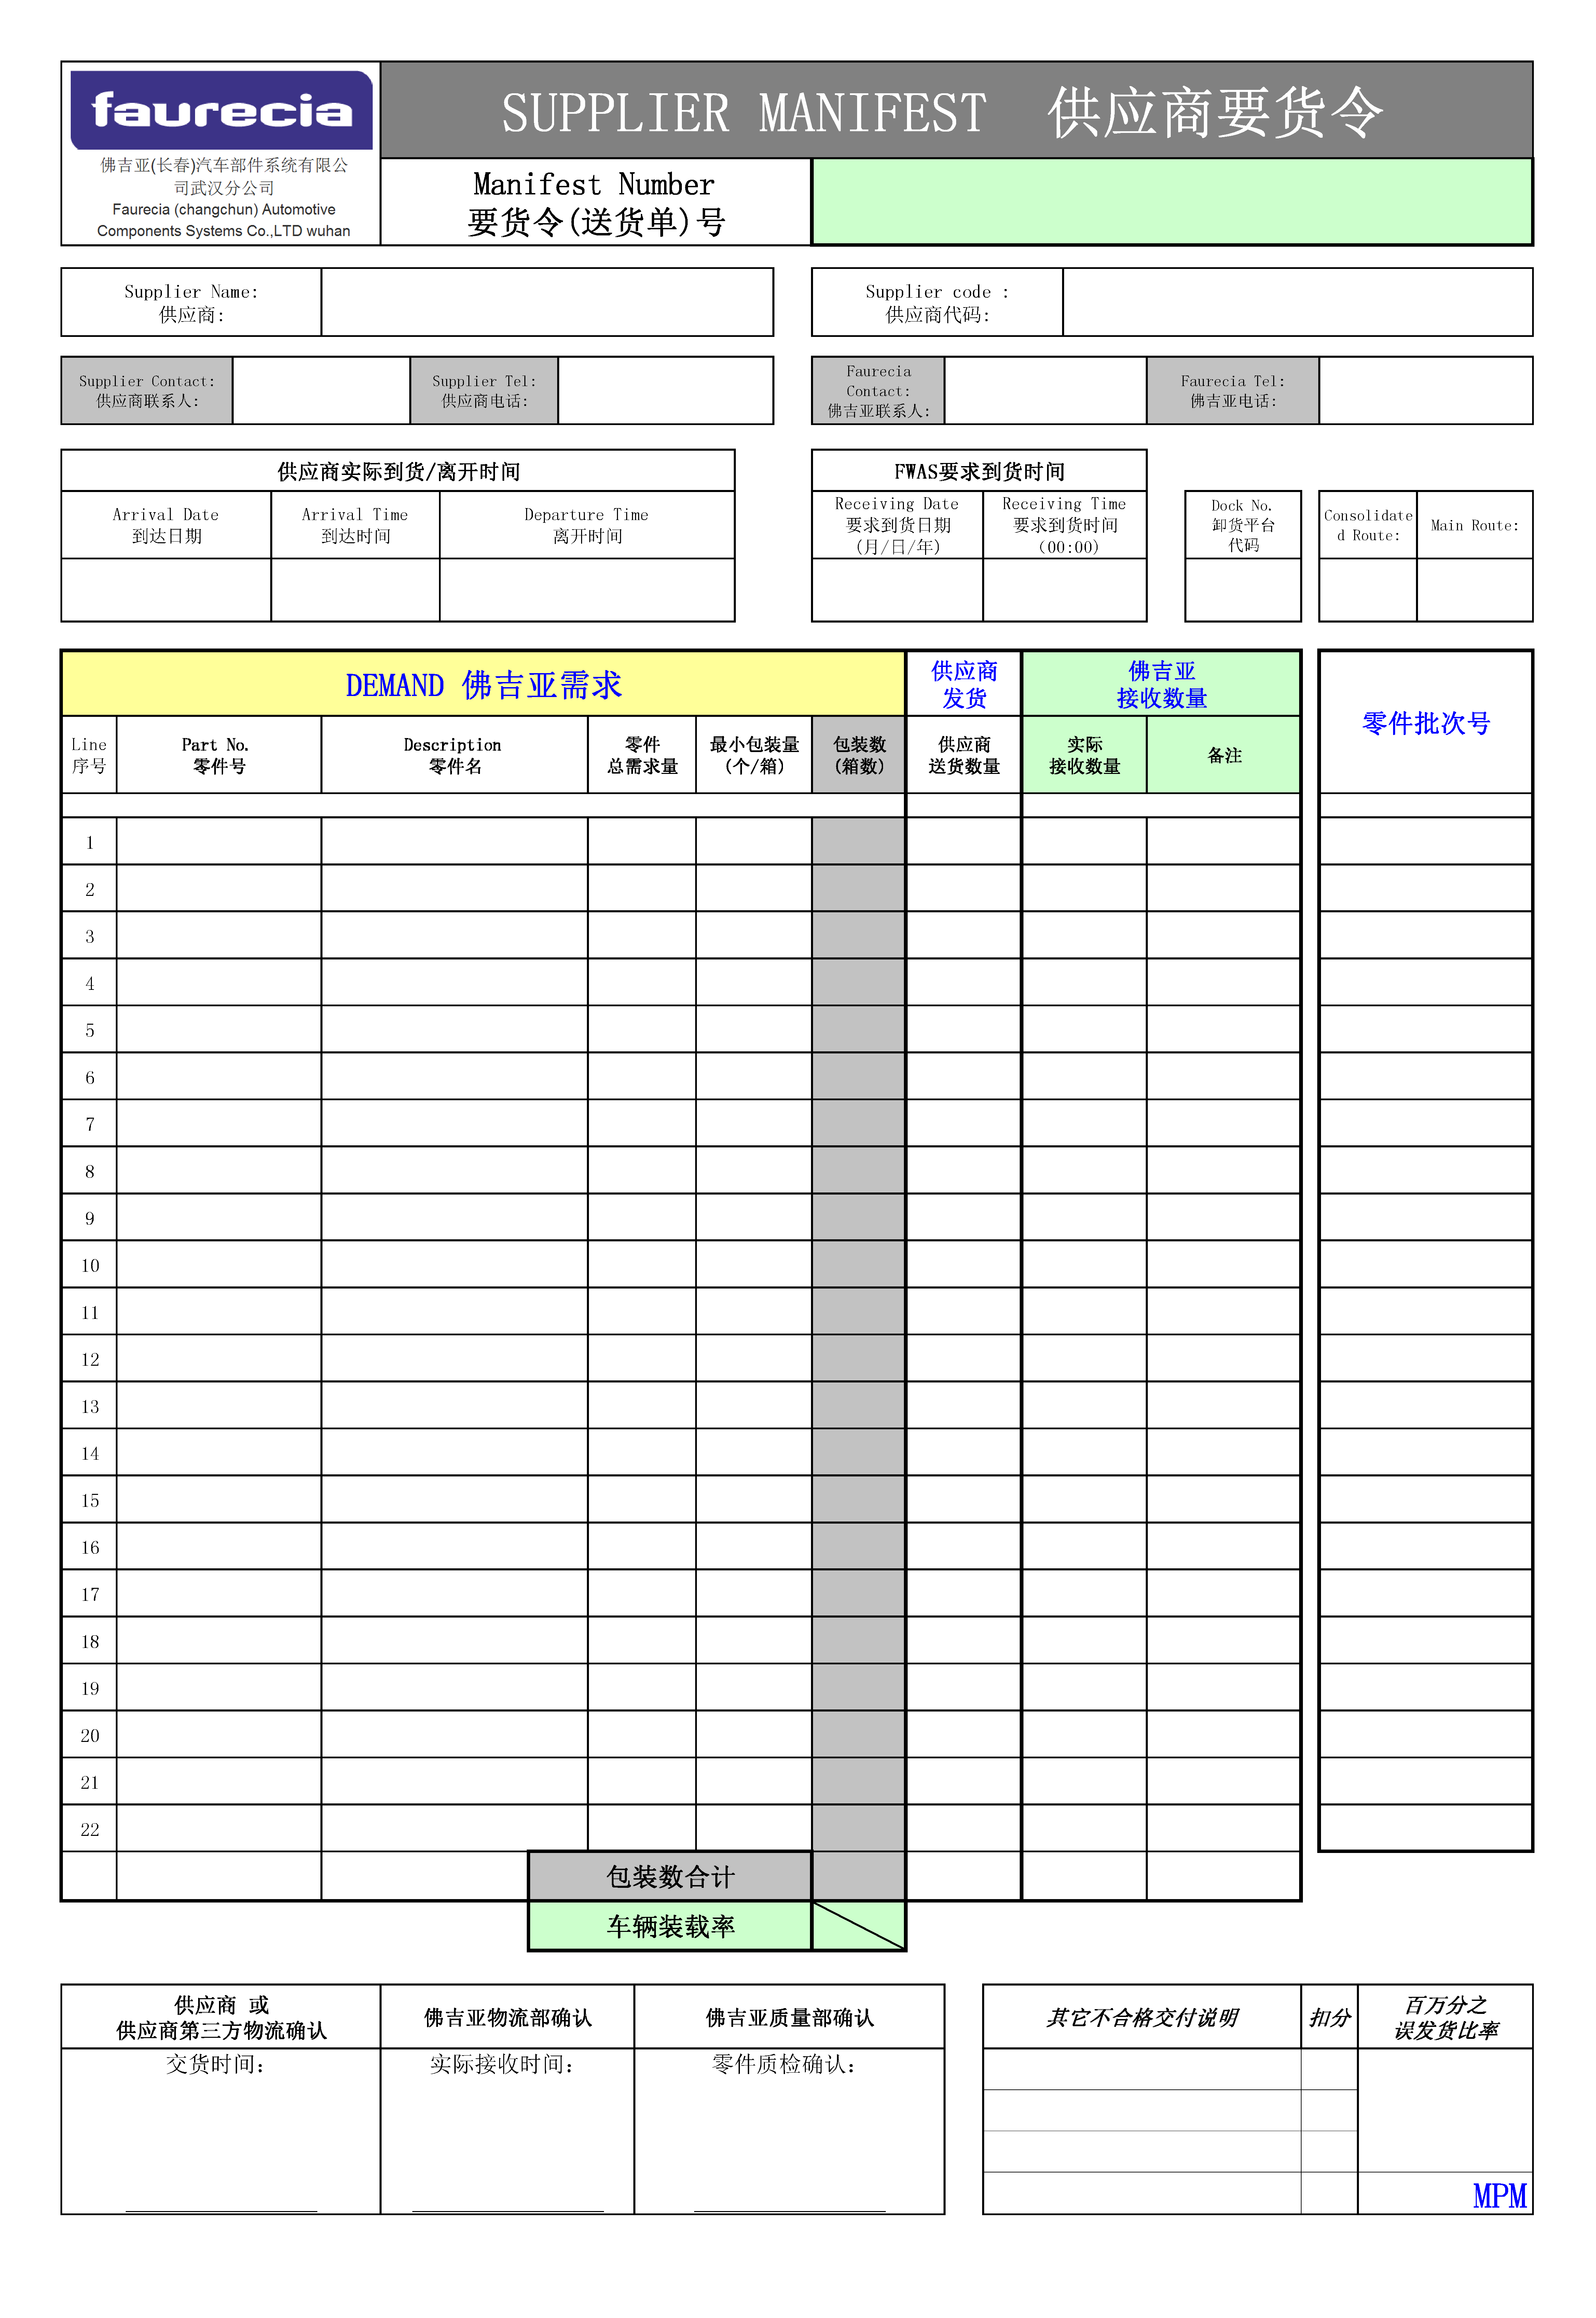 faurecia
佛吉亚(长春)汽车部件系统有限公
司武汉分公司
Faurecia (changchun) Automotive
Components Systems Co.,LTD wuhan
SUPPLIER MANIFEST 供应商要货令
Manifest Number
要货令(送货单)号
Supplier Name:
供应商:
Supplier code :
供应商代码:
Supplier Contact:
供应商联系人:
Supplier Tel:
供应商电话:
Faurecia
Contact:
佛吉亚联系人:
Faurecia Tel:
佛吉亚电话:
供应商实际到货/离开时间
Arrival Date
到达日期
Arrival Time
到达时间
Departure Time
离开时间
FWAS要求到货时间
Receiving Date
要求到货日期
(月/日/年)
Receiving Time
要求到货时间
(00:00)
Dock No.
卸货平台
代码
Consolidate
d Route:
Main Route:
DEMAND 佛吉亚需求
供应商
发货
佛吉亚
接收数量
零件批次号
Line
序号
Part No.
零件号
Description
零件名
零件
总需求量
最小包装量
(个/箱)
包装数
(箱数)
供应商
送货数量
实际
接收数量
备注
1
2
3
4
5
6
7
8
9
10
11
12
13
14
15
16
17
18
19
20
21
22
包装数合计
车辆装载率
供应商 或
供应商第三方物流确认
佛吉亚物流部确认
佛吉亚质量部确认
交货时间:
实际接收时间:
零件质检确认:
其它不合格交付说明
扣分
百万分之
误发货比率
MPM